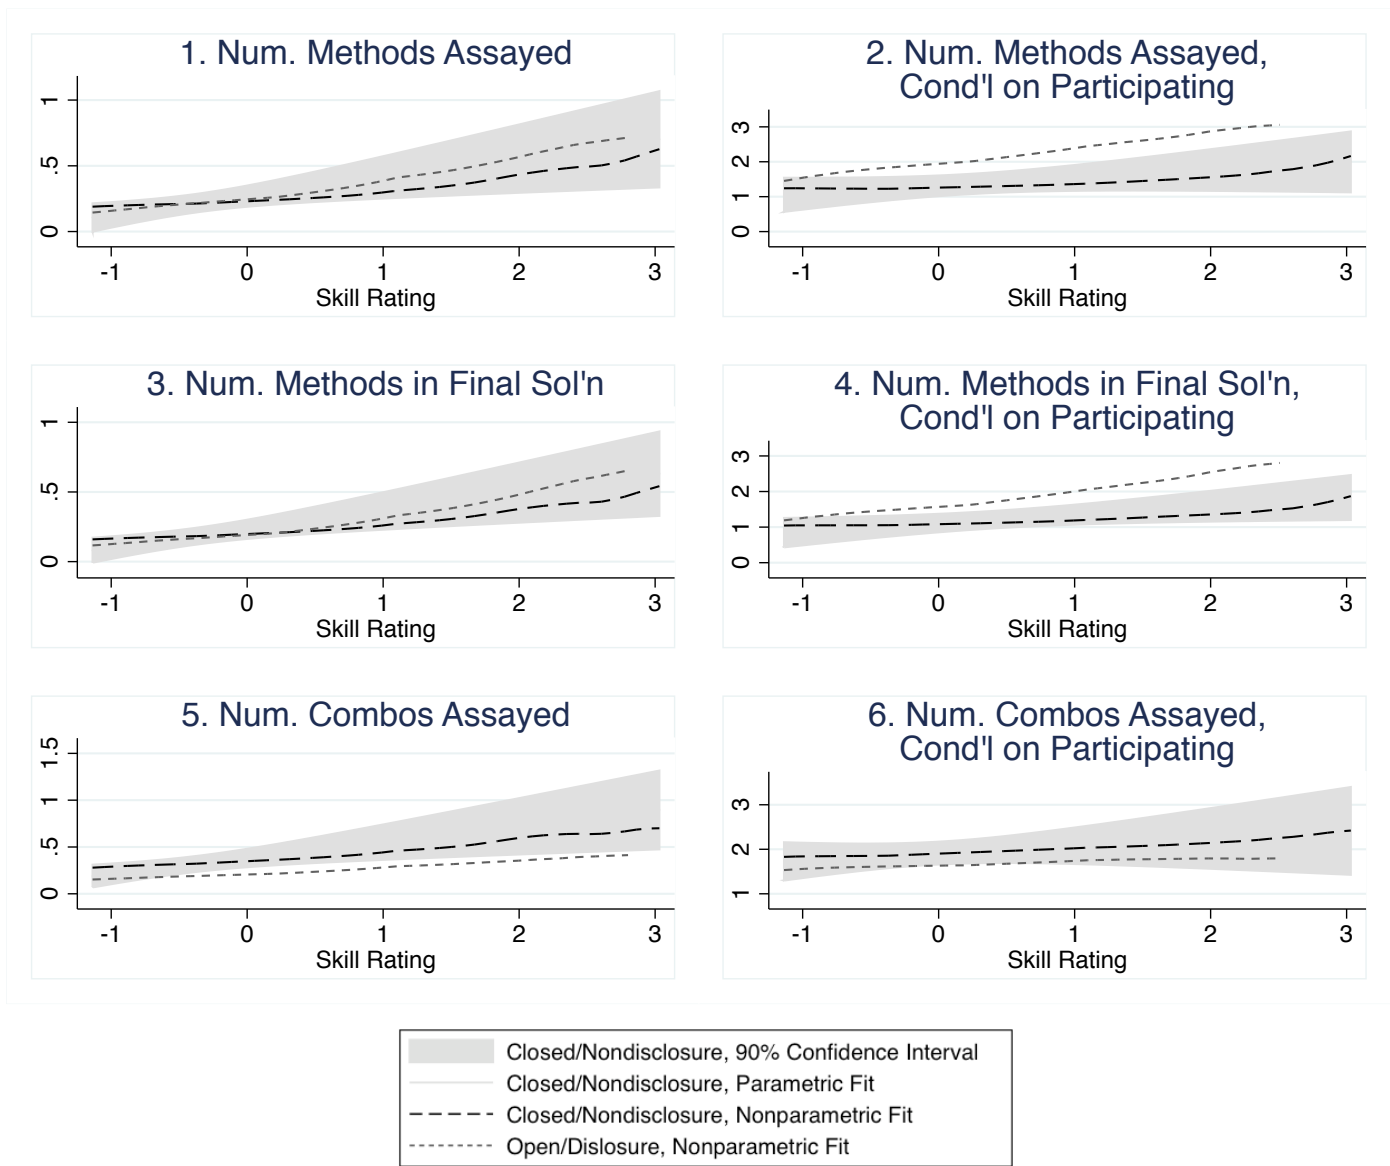 1. Num. Methods Assayed
0 .5 1
-1 0 1 2 3
Skill Rating
2. Num. Methods Assayed,
Cond'l on Participating
0 1 2 3
-1 0 1 2 3
Skill Rating
3. Num. Methods in Final Sol'n
0 .5 1
-1 0 1 2 3
Skill Rating
4. Num. Methods in Final Sol'n,
Cond'l on Participating
0 1 2 3
-1 0 1 2 3
Skill Rating
5. Num. Combos Assayed
0 .5 1 1.5
-1 0 1 2 3
Skill Rating
6. Num. Combos Assayed,
Cond'l on Participating
1 2 3
-1 0 1 2 3
Skill Rating
Closed/Nondisclosure, 90% Confidence Interval
Closed/Nondisclosure, Parametric Fit
Closed/Nondisclosure, Nonparametric Fit
Open/Dislosure, Nonparametric Fit